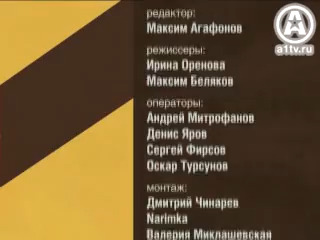 редактор:
Максим Агафонов
режиссеры:
Ирина Оренова
Максим Беляков
операторы:
Андрей Митрофанов
Денис Яров
Сергей Фирсов
Оскар Турсунов
монтаж:
Дмитрий Чинарев
Narimka
Валерия Миклашевская
a1tv.ru